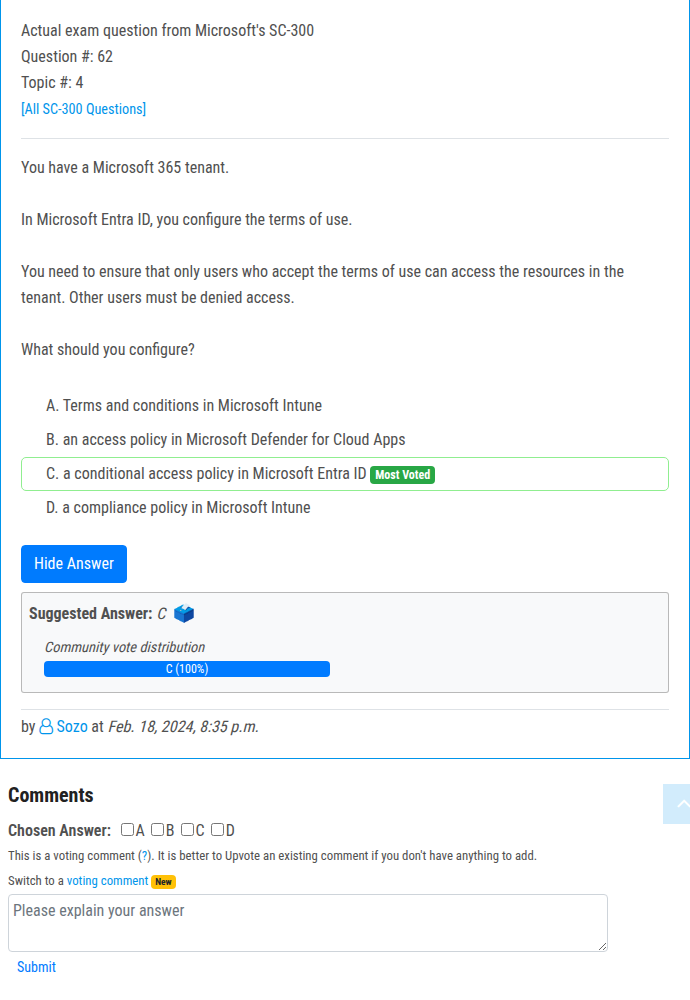 Actual exam question from Microsoft's SC-300
Question #: 62
Topic #: 4
[All SC-300 Questions]
You have a Microsoft 365 tenant.
In Microsoft Entra ID, you configure the terms of use.
You need to ensure that only users who accept the terms of use can access the resources in the
tenant. Other users must be denied access.
What should you configure?
A. Terms and conditions in Microsoft Intune
B. an access policy in Microsoft Defender for Cloud Apps
C. a conditional access policy in Microsoft Entra ID Most Voted
D. a compliance policy in Microsoft Intune
Hide Answer
Suggested Answer: C
Community vote distribution
C (100%)
by Sozo at Feb. 18, 2024, 8:35 p.m.
Comments
Chosen Answer: A B C D
This is a voting comment (?). It is better to Upvote an existing comment if you don't have anything to add.
Switch to a voting comment New
Please explain your answer
Submit